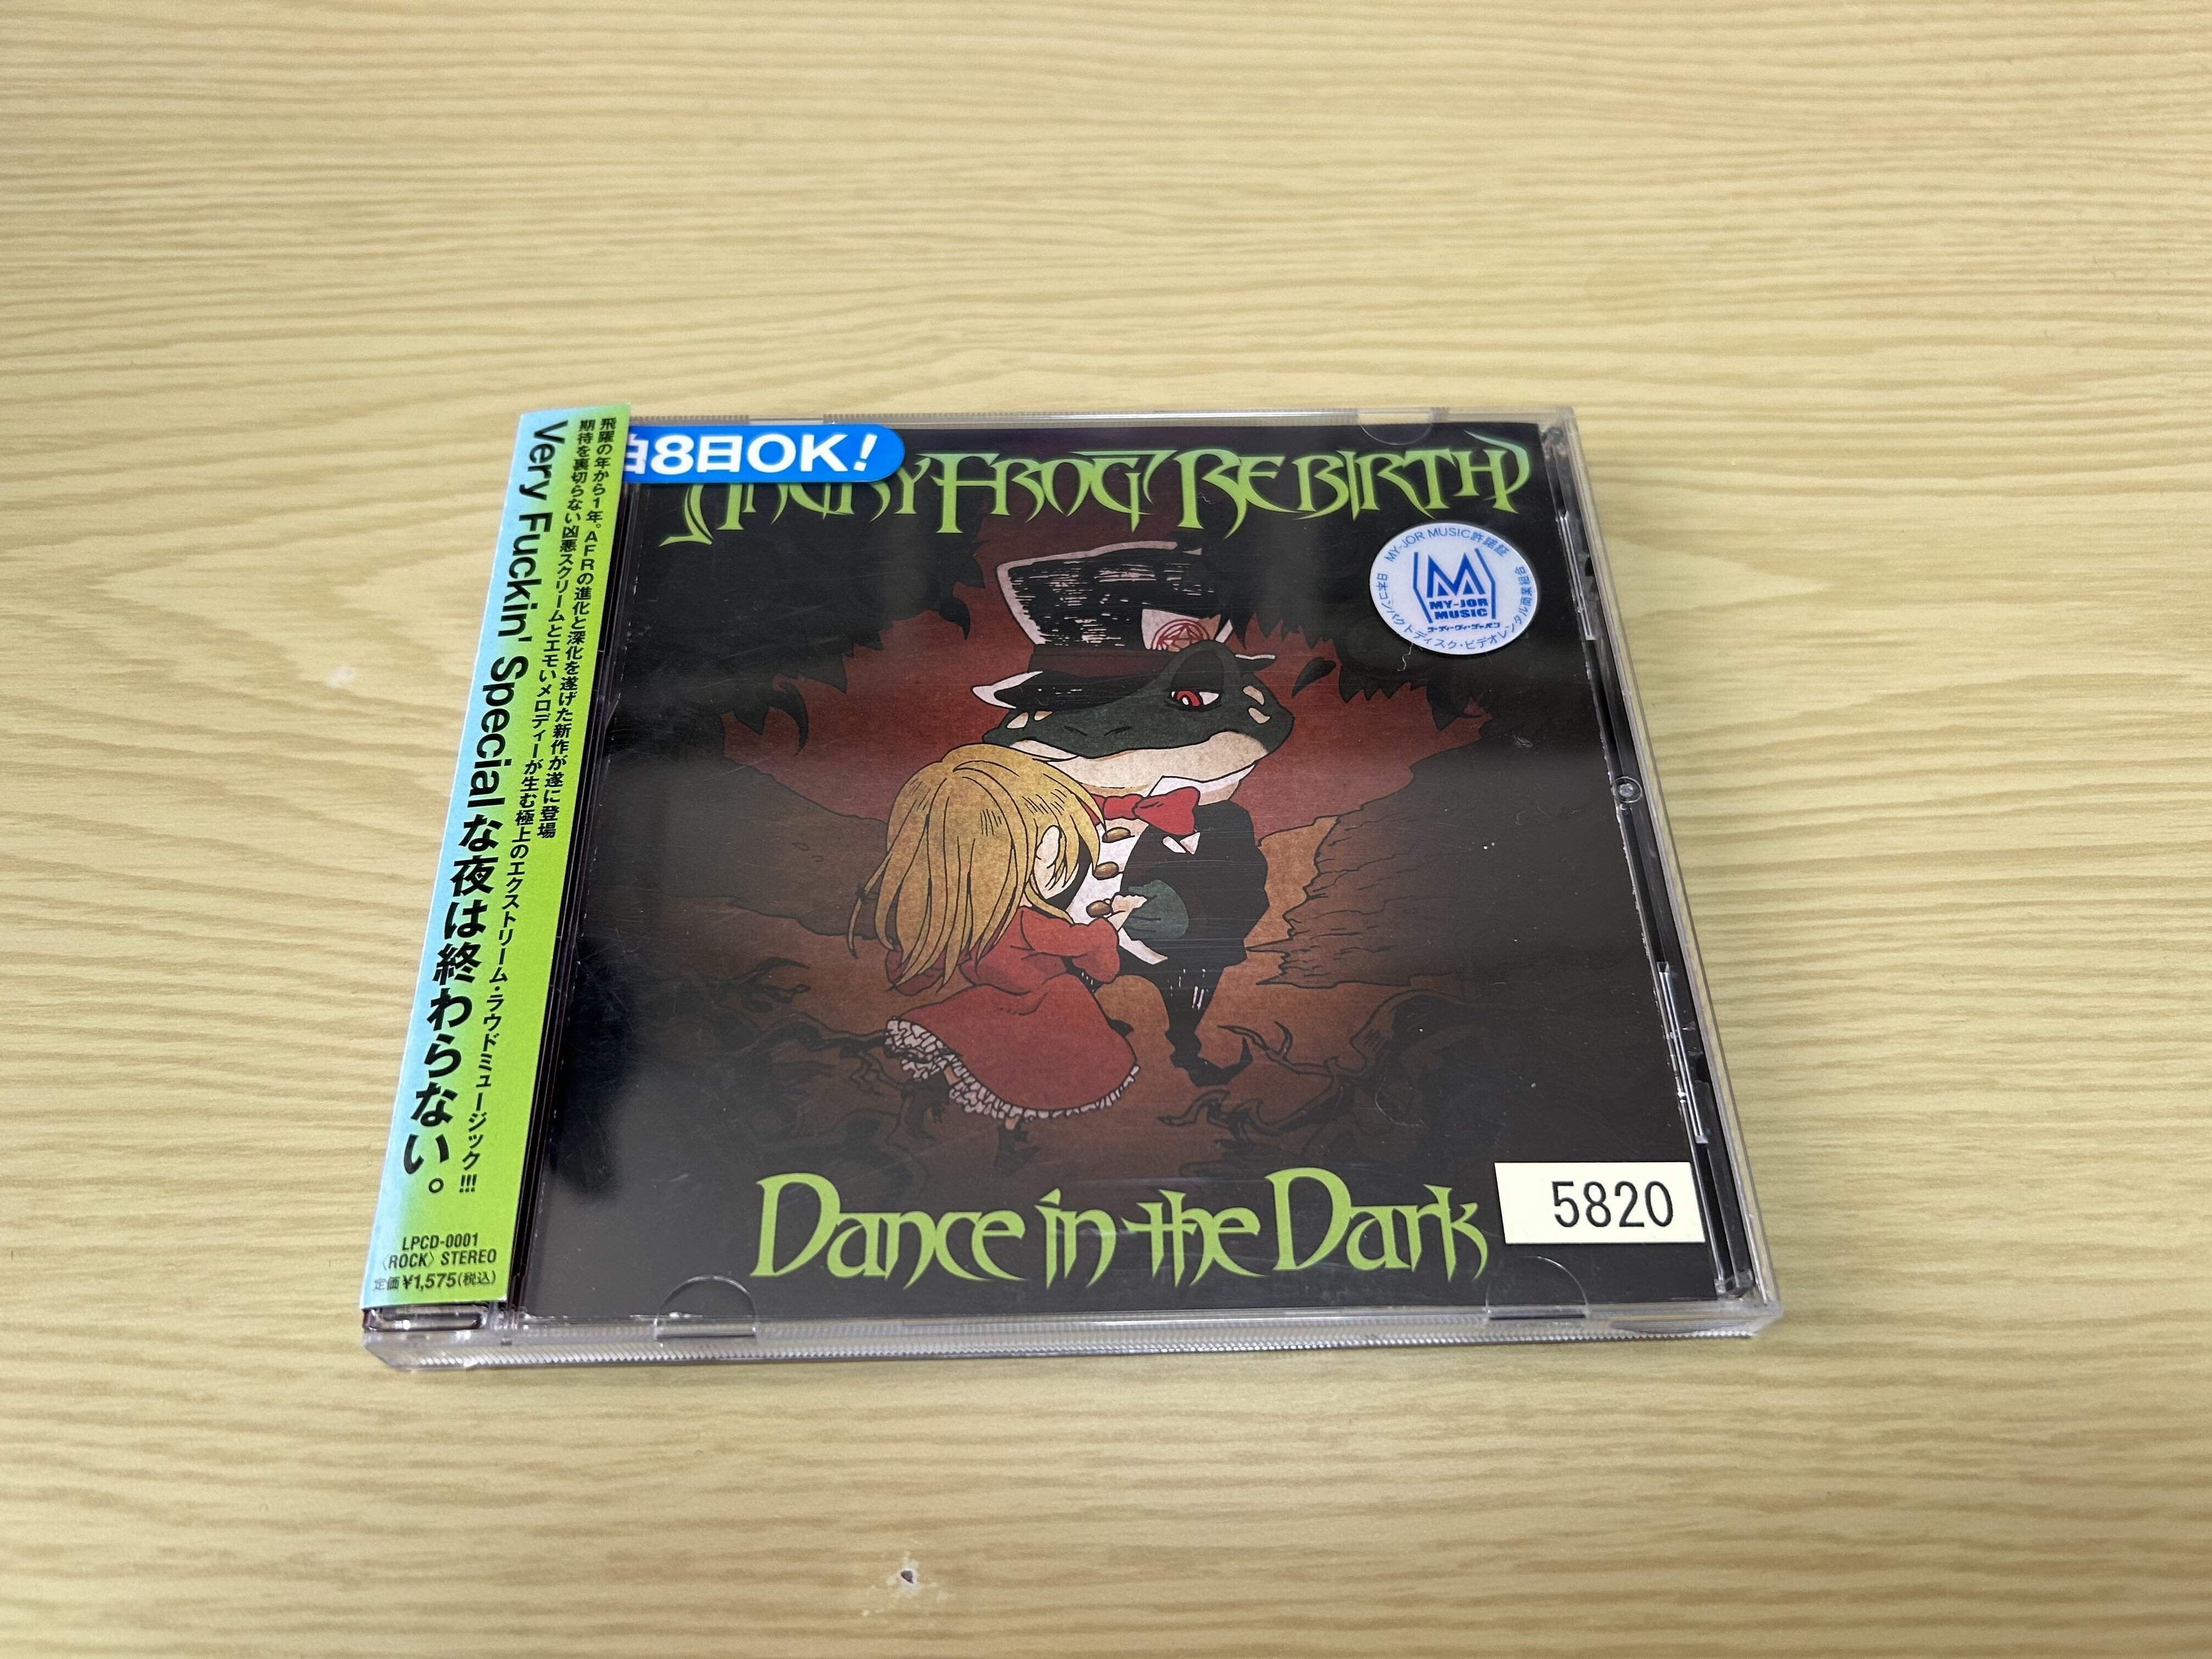 飛躍の年から1年。AFRの進化と深化を遂げた新作が遂に登場
期待を裏切らない凶悪スクリームとエモいメロディーが生む極上のエクストリーム・ラウドミュージック!!!
Very Fuckin' Specialな夜は終わらない。
LPCD-0001
〈ROCK〉 STEREO
定価¥1,575(税込)
泊8日OK!
ANGRY FROG REBIRTH
MY-JOR MUSIC許諾証
M
MY-JOR
MUSIC
日本コンパクトディスク・ビデオレンタル商業組合
Dance in the Dark
5820